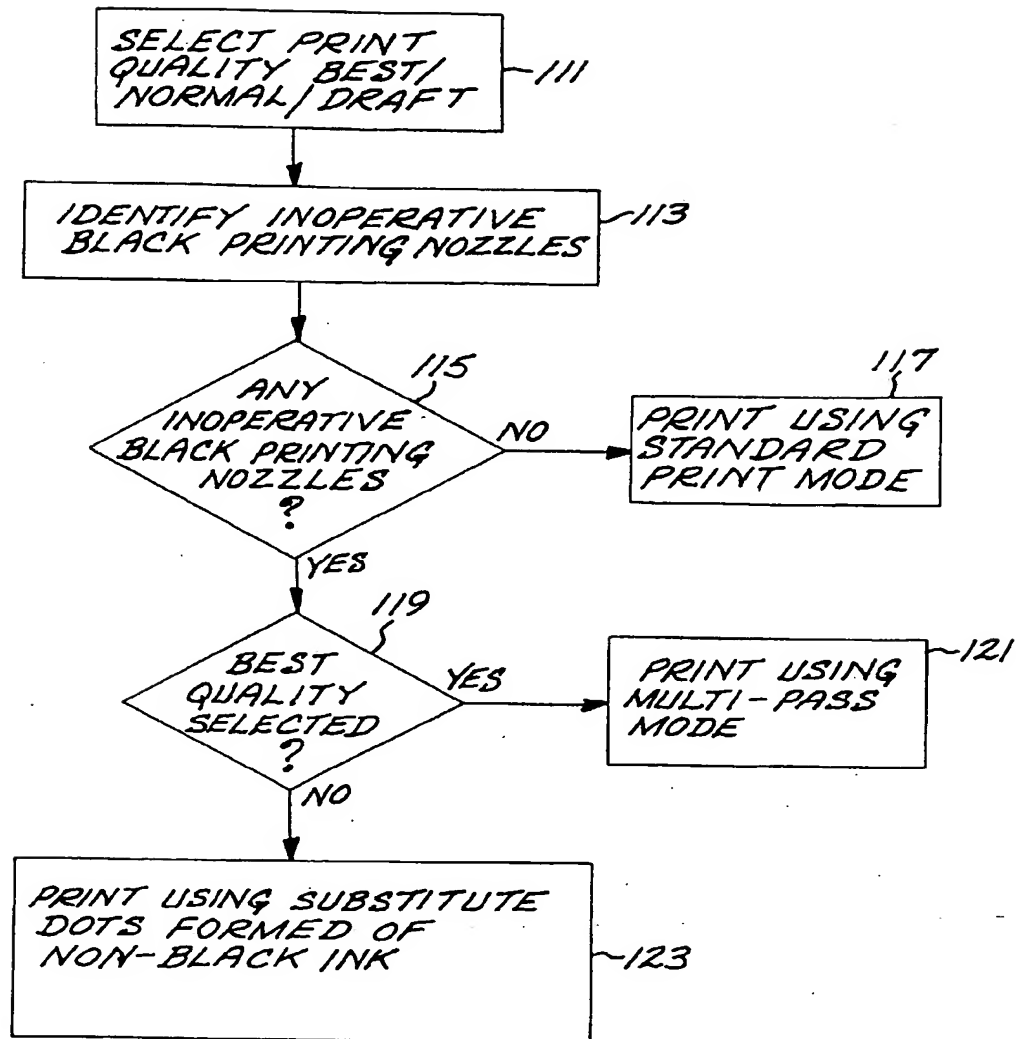 SELECT PRINT
QUALITY BEST/
NORMAL/DRAFT
111
IDENTIFY INOPERATIVE
BLACK PRINTING NOZZLES
113
ANY
INOPERATIVE
BLACK PRINTING
NOZZLES
?
115
NO
117
PRINT USING
STANDARD
PRINT MODE
YES
119
BEST
QUALITY
SELECTED
?
YES
121
PRINT USING
MULTI-PASS
MODE
NO
PRINT USING SUBSTITUTE
DOTS FORMED OF
NON-BLACK INK
123